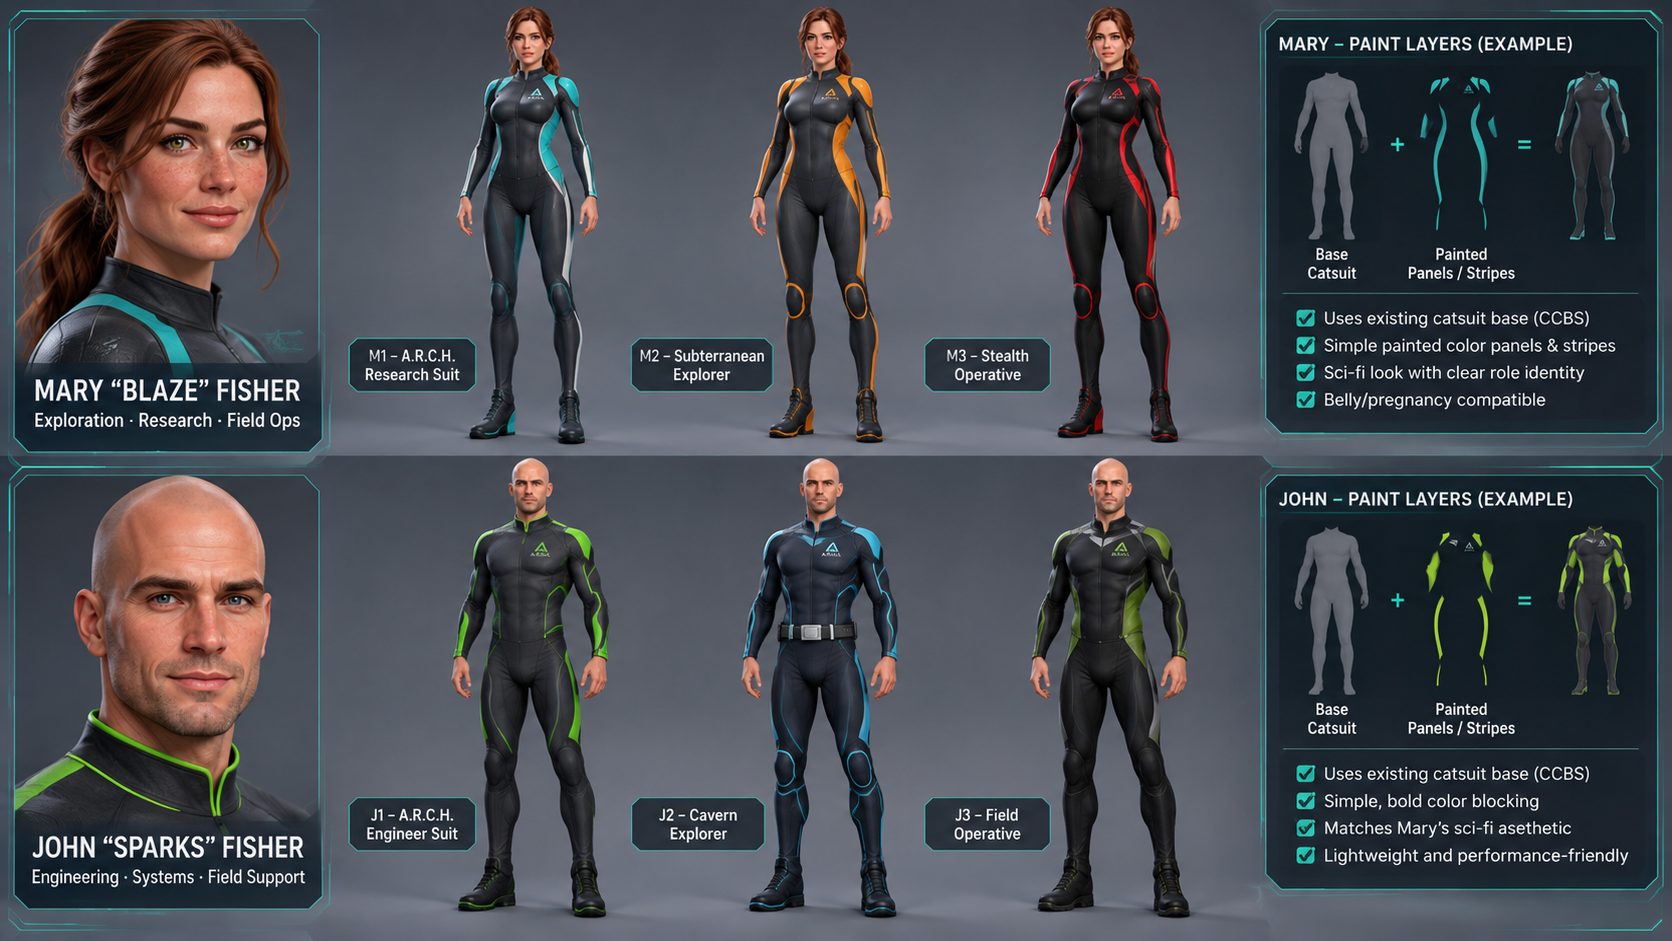 MARY “BLAZE” FISHER
Exploration · Research · Field Ops
M1 – A.R.C.H.
Research Suit
M2 – Subterranean
Explorer
M3 – Stealth
Operative
MARY – PAINT LAYERS (EXAMPLE)
+
=
Base
Catsuit
Painted
Panels / Stripes
Uses existing catsuit base (CCBS)
Simple painted color panels & stripes
Sci-fi look with clear role identity
Belly/pregnancy compatible
JOHN “SPARKS” FISHER
Engineering · Systems · Field Support
J1 – A.R.C.H.
Engineer Suit
J2 – Cavern
Explorer
J3 – Field
Operative
JOHN – PAINT LAYERS (EXAMPLE)
+
=
Base
Catsuit
Painted
Panels / Stripes
Uses existing catsuit base (CCBS)
Simple, bold color blocking
Matches Mary’s sci-fi asethetic
Lightweight and performance-friendly